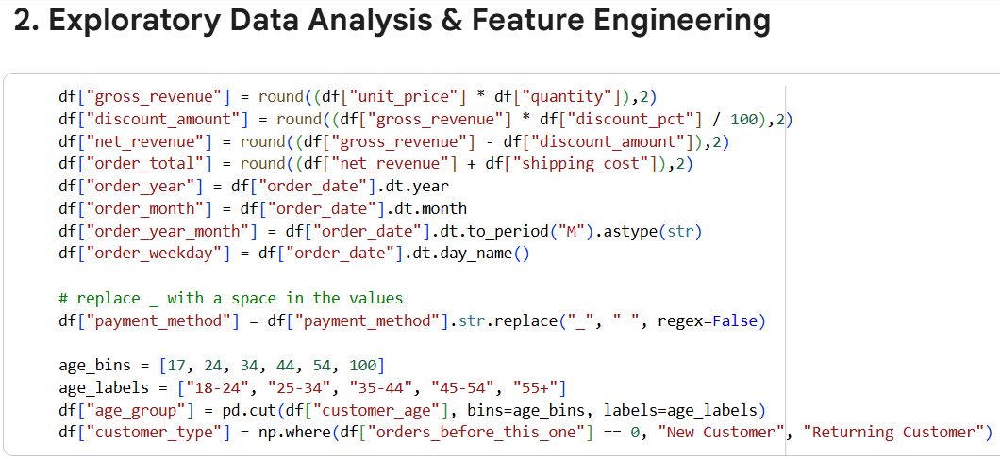 2. Exploratory Data Analysis & Feature Engineering
df["gross_revenue"] = round((df["unit_price"] * df["quantity"]),2)
df["discount_amount"] = round((df["gross_revenue"] * df["discount_pct"] / 100),2)
df["net_revenue"] = round((df["gross_revenue"] - df["discount_amount"]),2)
df["order_total"] = round((df["net_revenue"] + df["shipping_cost"]),2)
df["order_year"] = df["order_date"].dt.year
df["order_month"] = df["order_date"].dt.month
df["order_year_month"] = df["order_date"].dt.to_period("M").astype(str)
df["order_weekday"] = df["order_date"].dt.day_name()
# replace _ with a space in the values
df["payment_method"] = df["payment_method"].str.replace("_", " ", regex=False)
age_bins = [17, 24, 34, 44, 54, 100]
age_labels = ["18-24", "25-34", "35-44", "45-54", "55+"]
df["age_group"] = pd.cut(df["customer_age"], bins=age_bins, labels=age_labels)
df["customer_type"] = np.where(df["orders_before_this_one"] == 0, "New Customer", "Returning Customer")